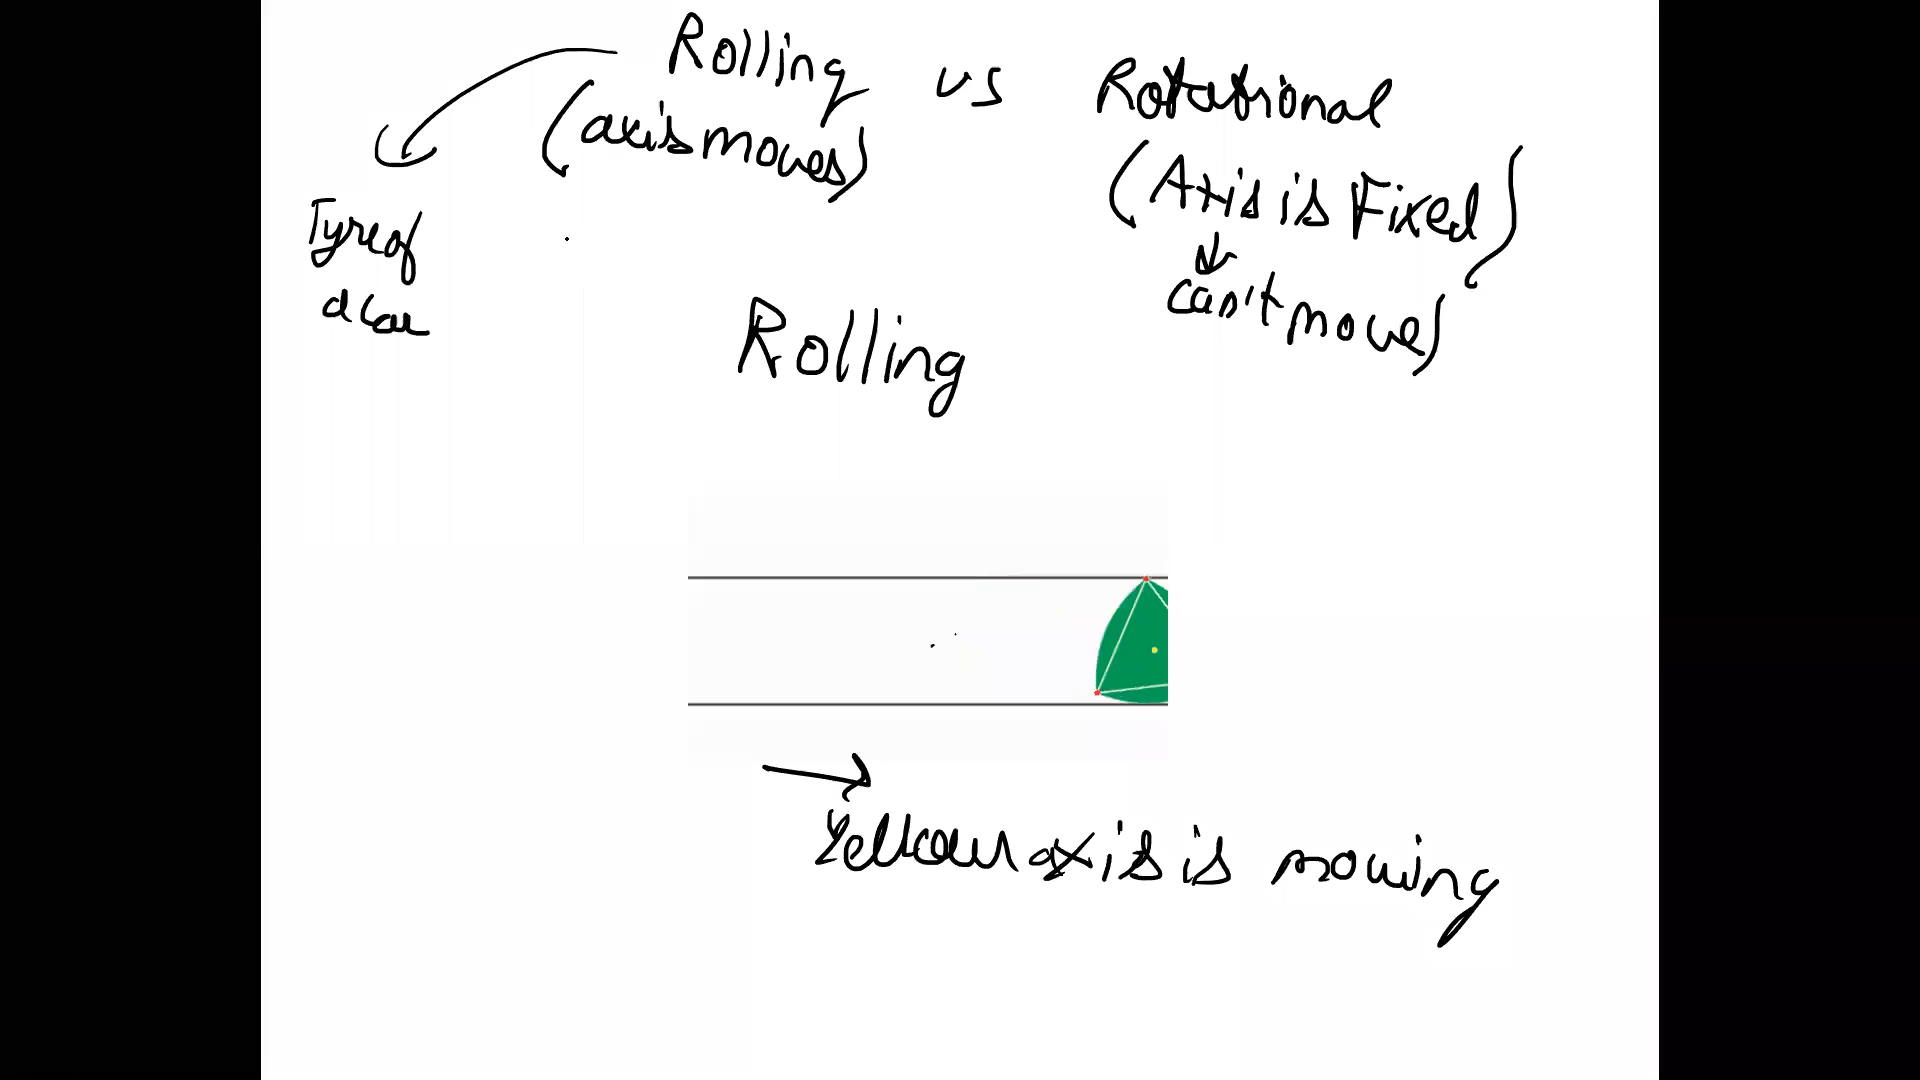 Rolling vs Rotational
(axis moves)
(Axis is Fixed)
can't move)
Tyre of
a car
Rolling
Yellow axis is moving